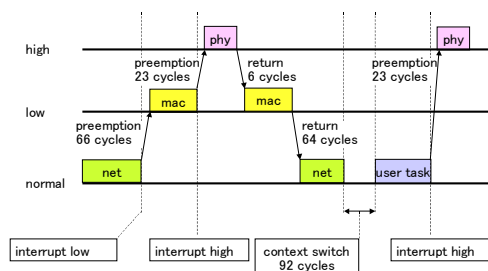 high
phy
phy
preemption
23 cycles
return
6 cycles
preemption
23 cycles
low
mac
mac
preemption
66 cycles
return
64 cycles
normal
net
net
user task
interrupt low
interrupt high
context switch
92 cycles
interrupt high